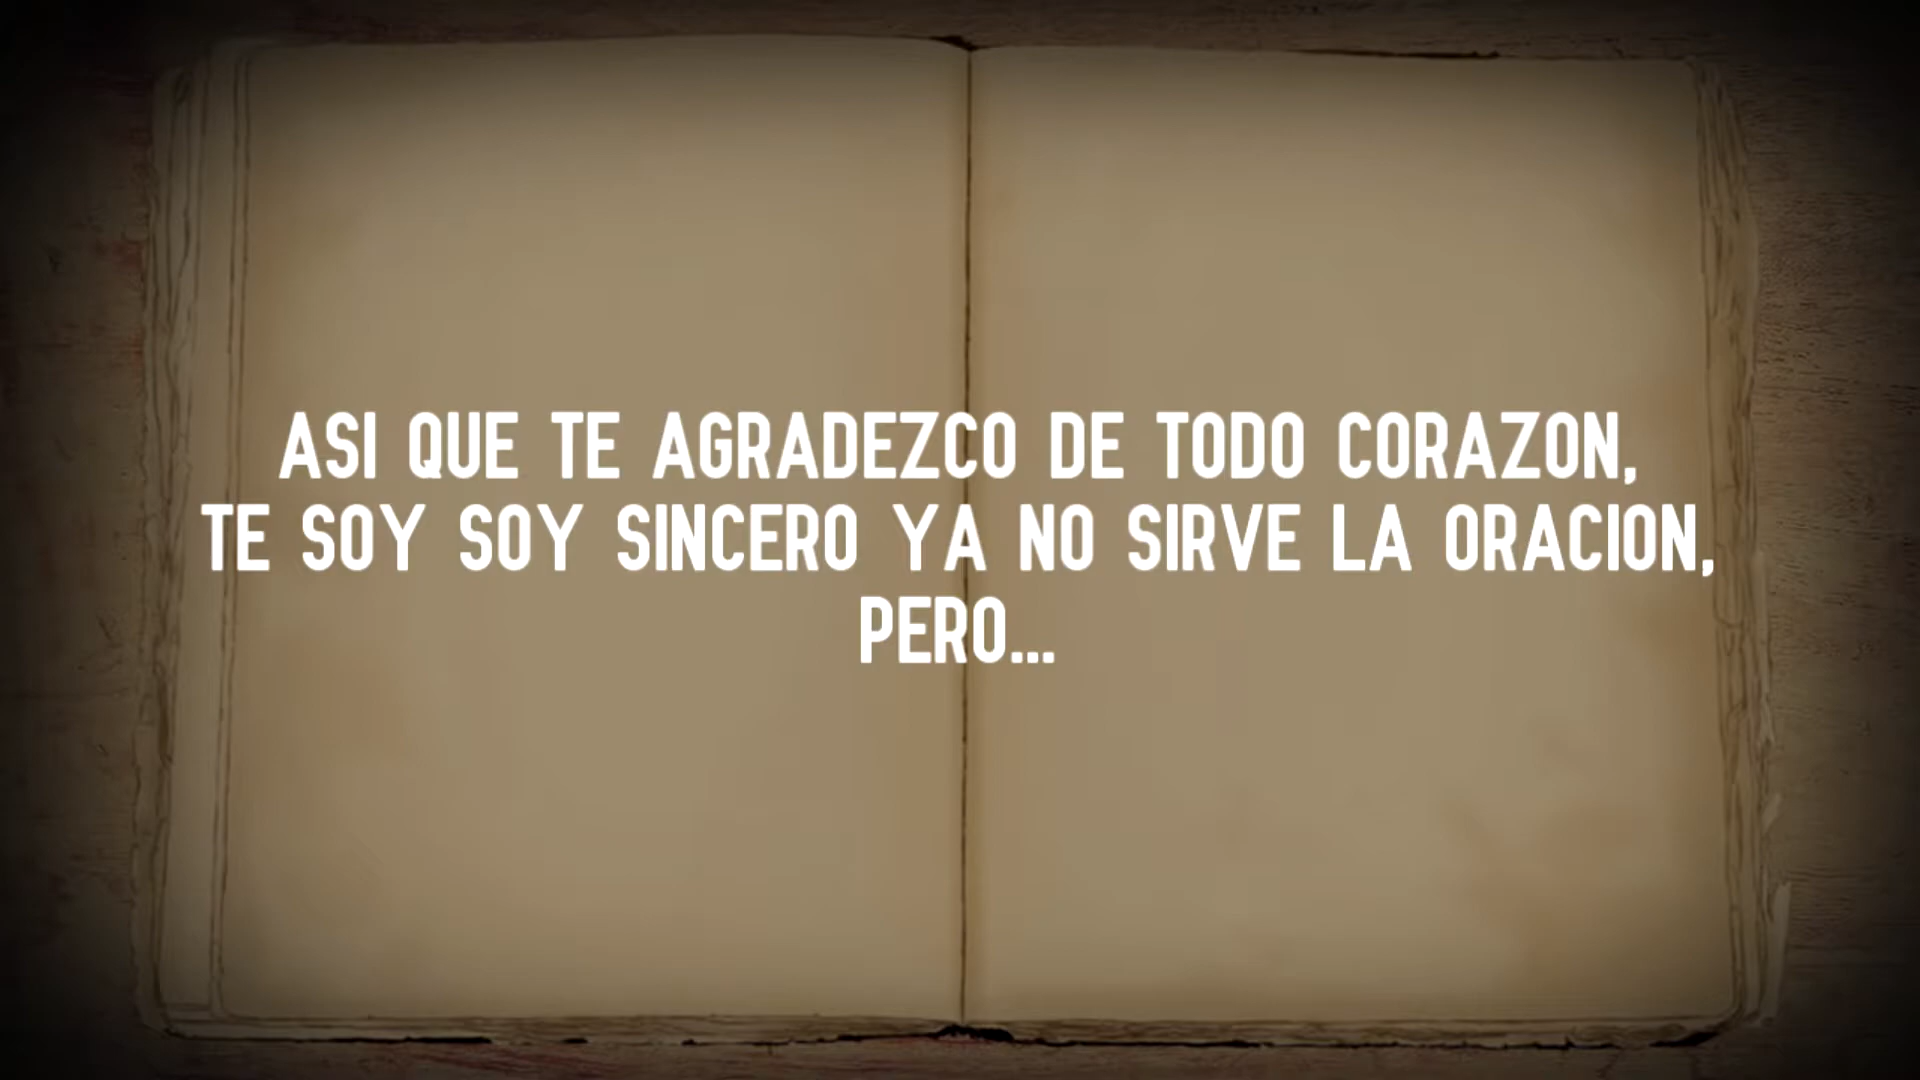 ASI QUE TE AGRADEZCO DE TODO CORAZON,
TE SOY SOY SINCERO YA NO SIRVE LA ORACION,
PERO...